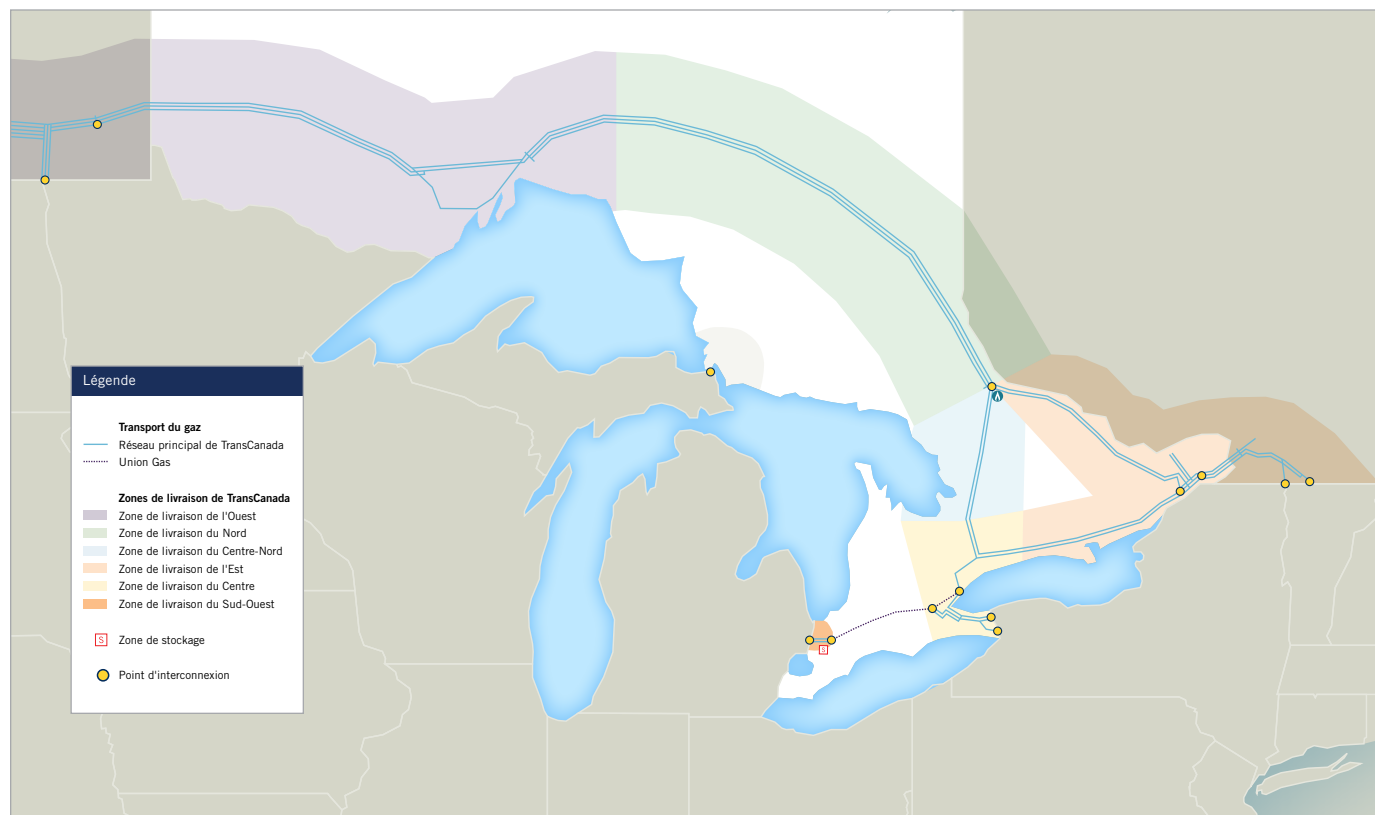 Légende
Transport du gaz
Réseau principal de TransCanada
Union Gas
Zones de livraison de TransCanada
Zone de livraison de l'Ouest
Zone de livraison du Nord
Zone de livraison du Centre-Nord
Zone de livraison de l'Est
Zone de livraison du Centre
Zone de livraison du Sud-Ouest
S
Zone de stockage
Point d'interconnexion
S